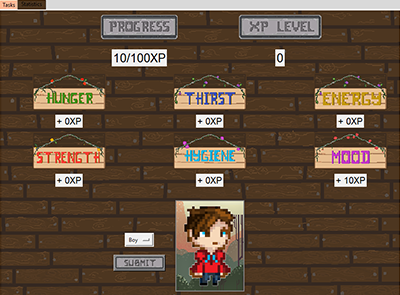 Tasks Statistics
PROGRESS XP LEVEL
10/100XP 0
HUNGER THIRST ENERGY
+ 0XP + 0XP + 0XP
STRENGTH HYGIENE MOOD
+ 0XP + 0XP + 10XP
Boy
SUBMIT